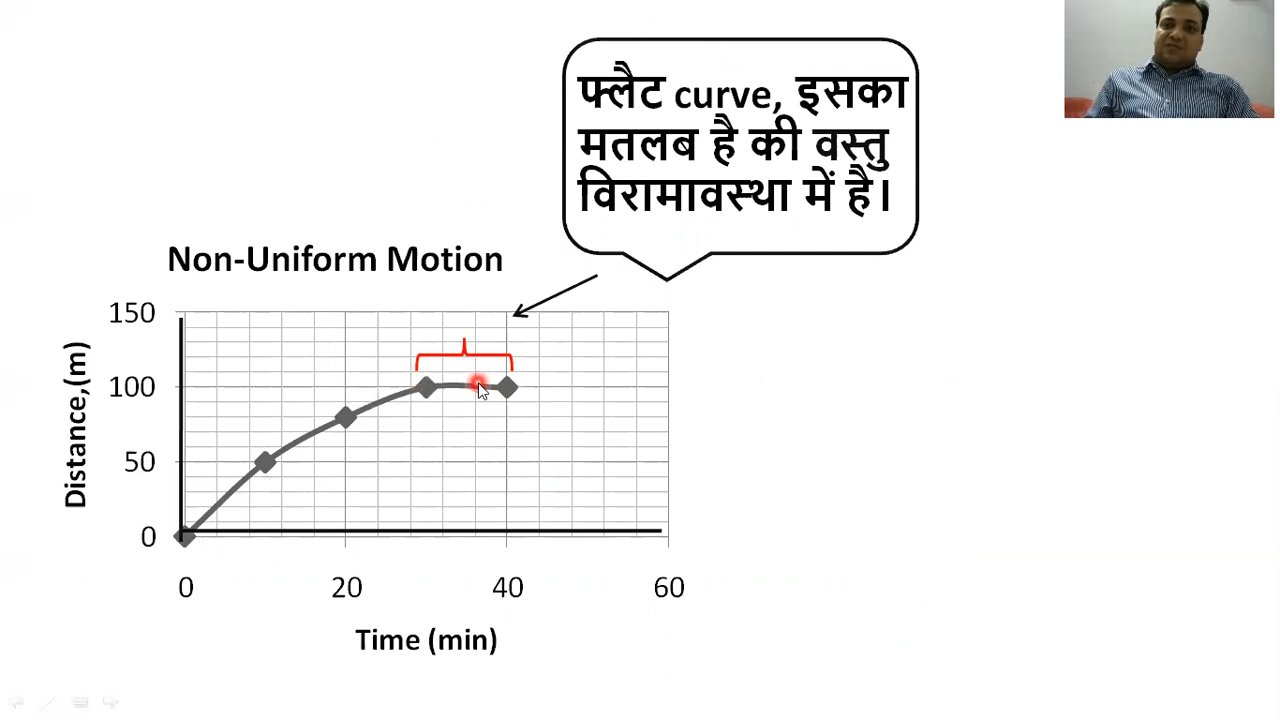 फ्लैट curve, इसका
मतलब है की वस्तु
विरामावस्था में है।
Non-Uniform Motion
150
100
50
0
Distance,(m)
0 20 40 60
Time (min)